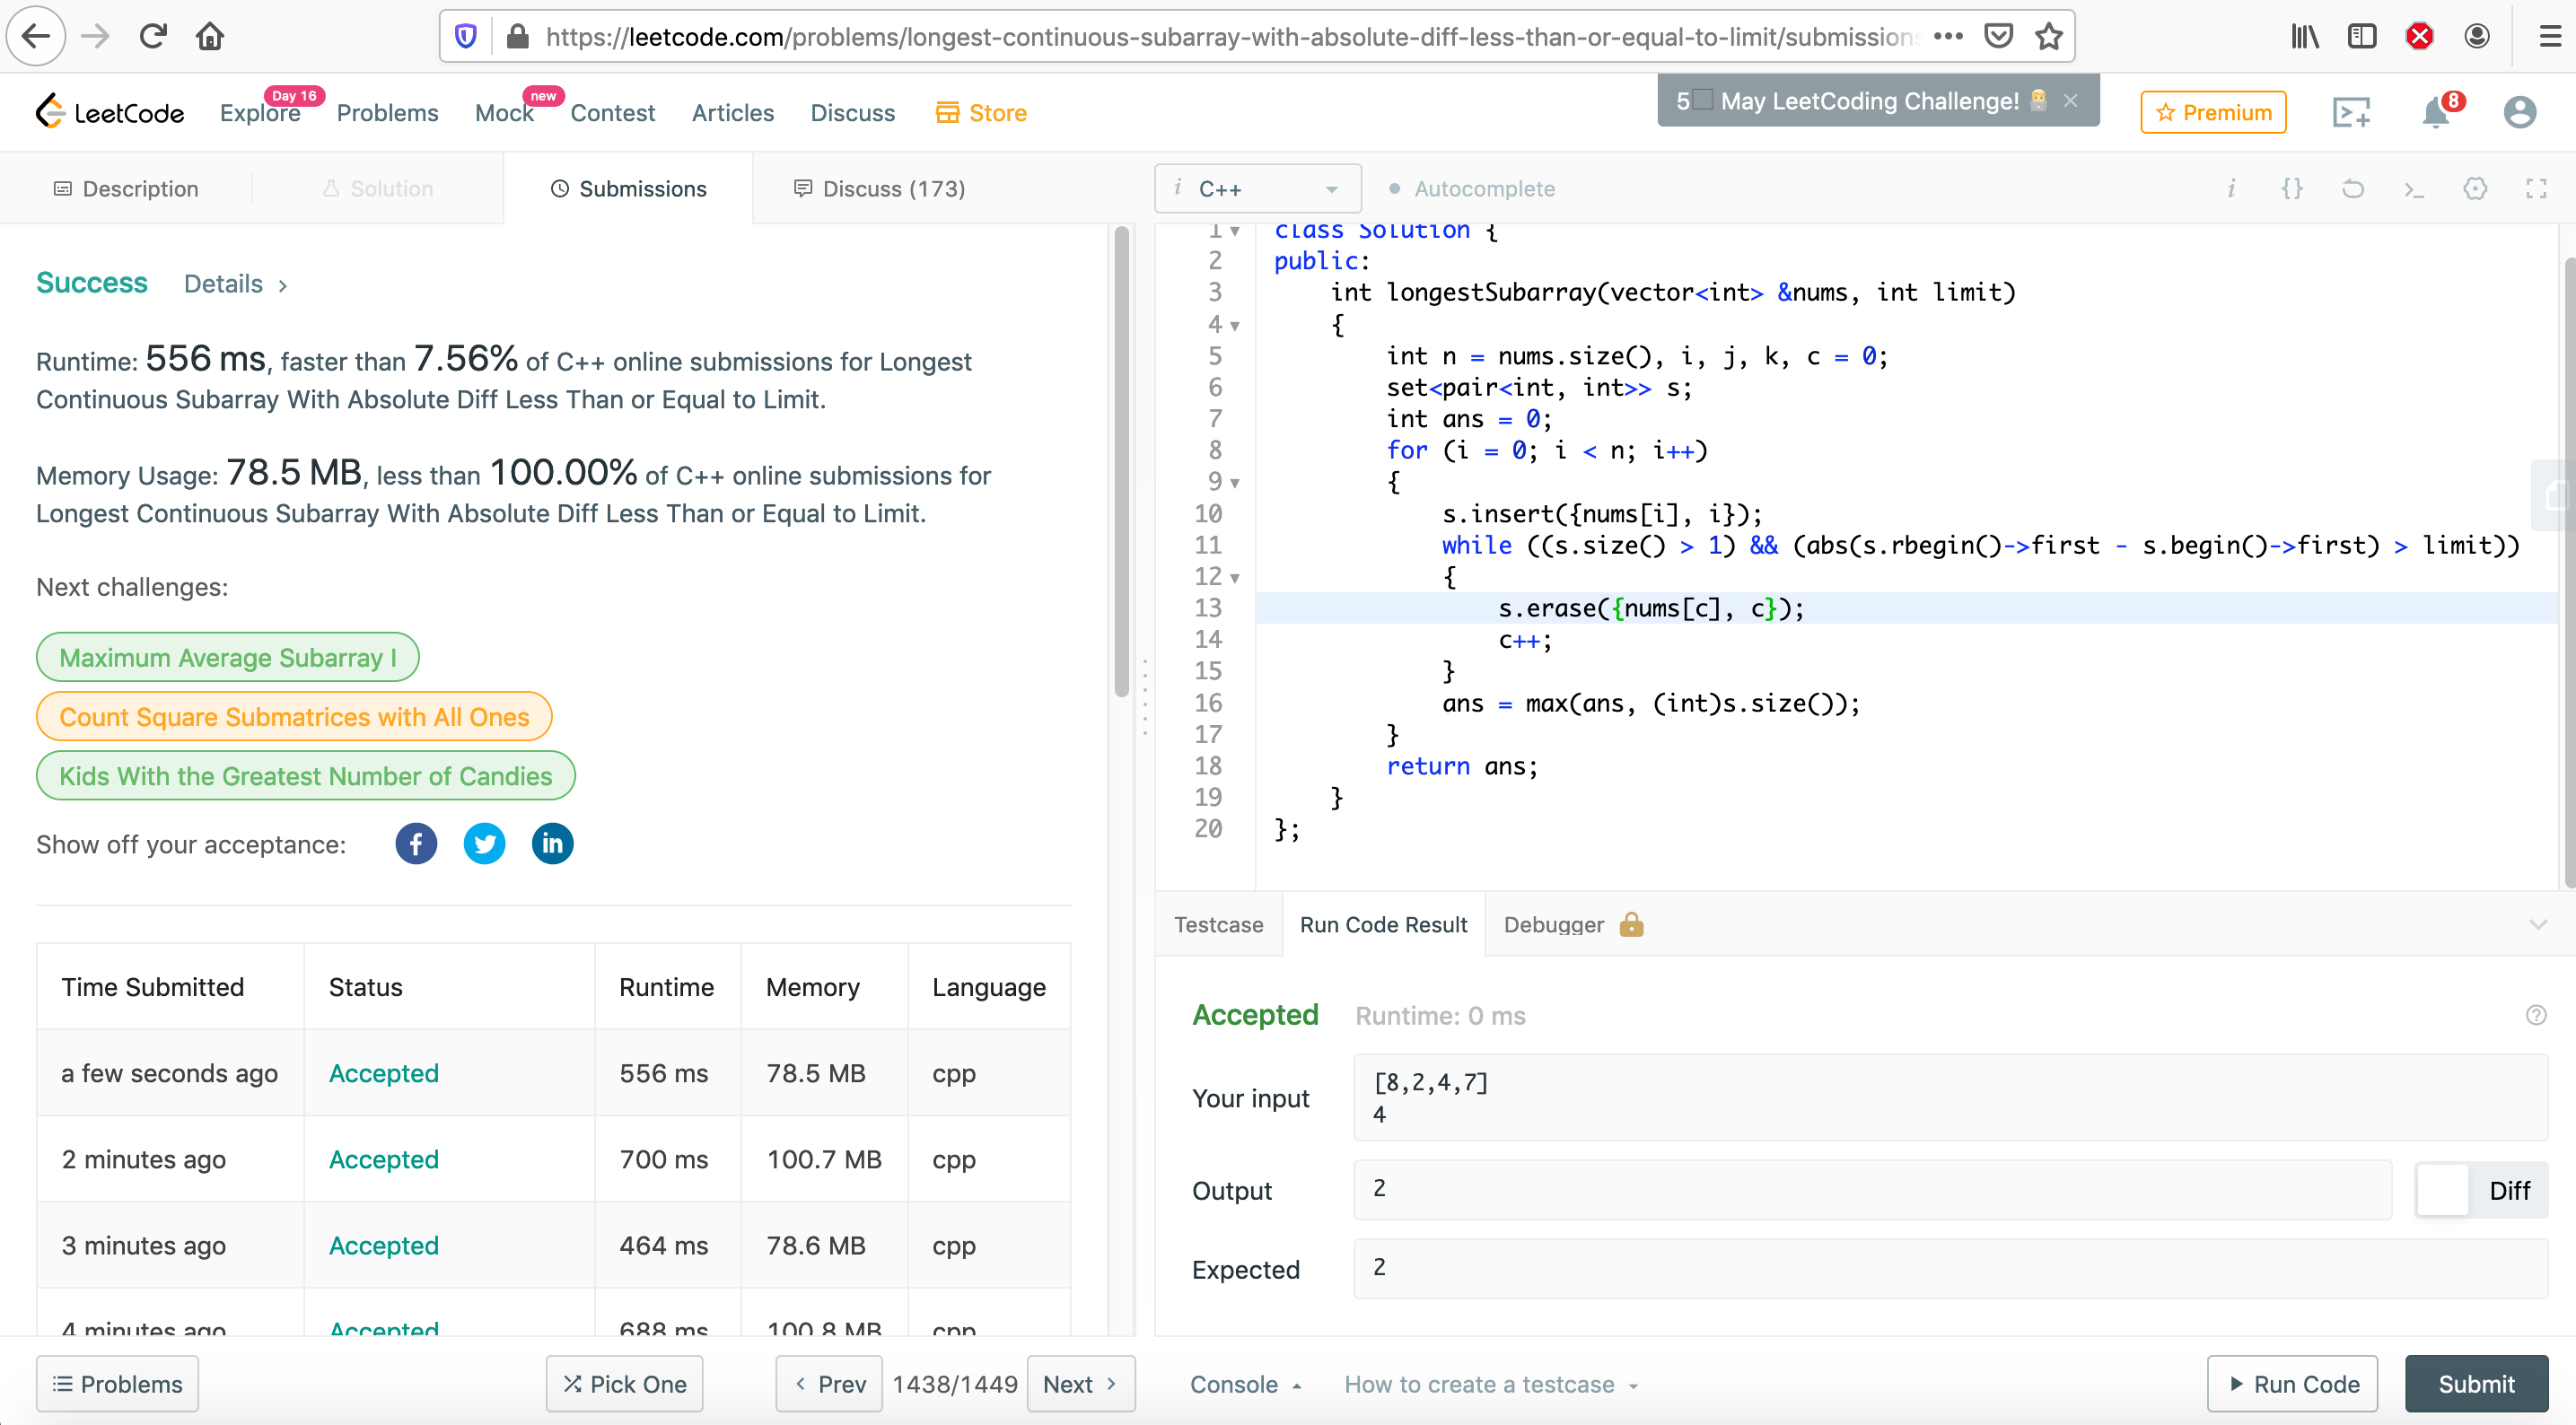 https://leetcode.com/problems/longest-continuous-subarray-with-absolute-diff-less-than-or-equal-to-limit/submissions
LeetCode
Explore
Day 16
Problems
Mock
new
Contest
Articles
Discuss
Store
5 May LeetCoding Challenge!
Premium
8
Description
Solution
Submissions
Discuss (173)
Success
Details
Runtime: 556 ms, faster than 7.56% of C++ online submissions for Longest
Continuous Subarray With Absolute Diff Less Than or Equal to Limit.
Memory Usage: 78.5 MB, less than 100.00% of C++ online submissions for
Longest Continuous Subarray With Absolute Diff Less Than or Equal to Limit.
Next challenges:
Maximum Average Subarray I
Count Square Submatrices with All Ones
Kids With the Greatest Number of Candies
Show off your acceptance:
Time Submitted Status Runtime Memory Language
a few seconds ago Accepted 556 ms 78.5 MB cpp
2 minutes ago Accepted 700 ms 100.7 MB cpp
3 minutes ago Accepted 464 ms 78.6 MB cpp
4 minutes ago Accepted 688 ms 100.8 MB cpp
Problems
Pick One
Prev
1438/1449
Next
i C++
Autocomplete
1 class Solution {
2 public:
3 int longestSubarray(vector<int> &nums, int limit)
4 {
5 int n = nums.size(), i, j, k, c = 0;
6 set<pair<int, int>> s;
7 int ans = 0;
8 for (i = 0; i < n; i++)
9 {
10 s.insert({nums[i], i});
11 while ((s.size() > 1) && (abs(s.rbegin()->first - s.begin()->first) > limit))
12 {
13 s.erase({nums[c], c});
14 c++;
15 }
16 ans = max(ans, (int)s.size());
17 }
18 return ans;
19 }
20 };
Testcase
Run Code Result
Debugger
Accepted
Runtime: 0 ms
Your input
[8,2,4,7]
4
Output
2
Diff
Expected
2
Console
How to create a testcase
Run Code
Submit